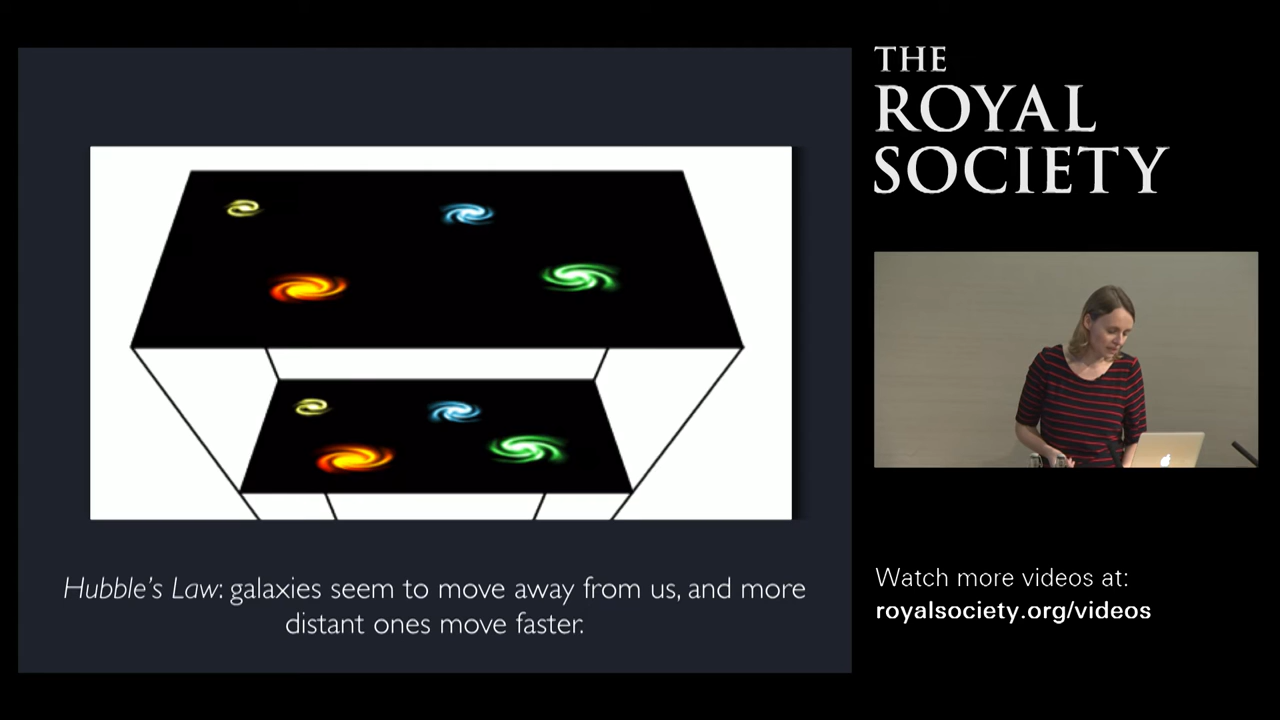 THE
ROYAL
SOCIETY
Hubble's Law: galaxies seem to move away from us, and more
distant ones move faster.
Watch more videos at:
royalsociety.org/videos